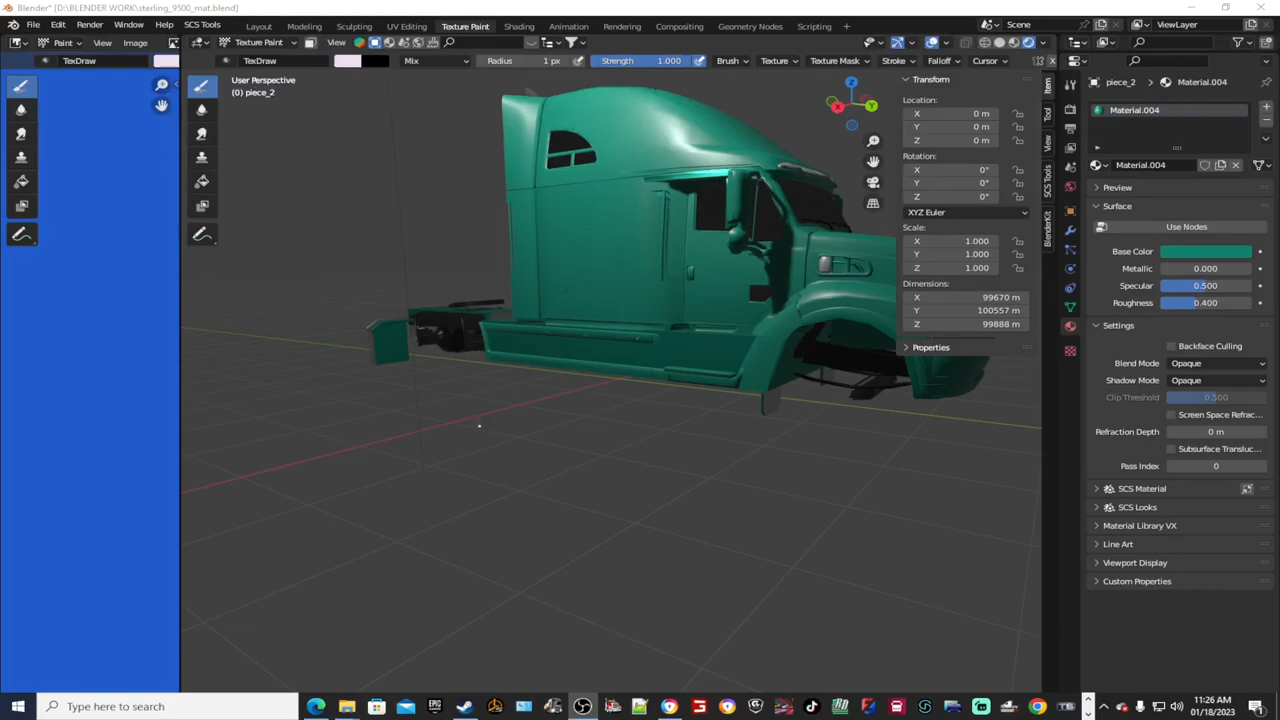 Blender* [D:\BLENDER WORK\sterling_9500_mat.blend]
File Edit Render Window Help SCS Tools Layout Modeling Sculpting UV Editing Texture Paint Shading Animation Rendering Compositing Geometry Nodes Scripting + Scene ViewLayer
Paint View Image Texture Paint View
TexDraw TexDraw Mix Radius 1 px Strength 1.000 Brush Texture Texture Mask Stroke Falloff Cursor
User Perspective
(0) piece_2
Transform
Location:
X 0 m
Y 0 m
Z 0 m
Rotation:
X 0°
Y 0°
Z 0°
XYZ Euler
Scale:
X 1.000
Y 1.000
Z 1.000
Dimensions:
X 99670 m
Y 100557 m
Z 99888 m
Properties
Item
Tool
View
SCS Tools
BlenderKit
piece_2 Material.004
Material.004
Material.004
Preview
Surface
Use Nodes
Base Color
Metallic 0.000
Specular 0.500
Roughness 0.400
Settings
Backface Culling
Blend Mode Opaque
Shadow Mode Opaque
Clip Threshold 0.500
Screen Space Refrac...
Refraction Depth 0 m
Subsurface Transluc...
Pass Index 0
SCS Material
SCS Looks
Material Library VX
Line Art
Viewport Display
Custom Properties
Type here to search
11:26 AM
01/18/2023